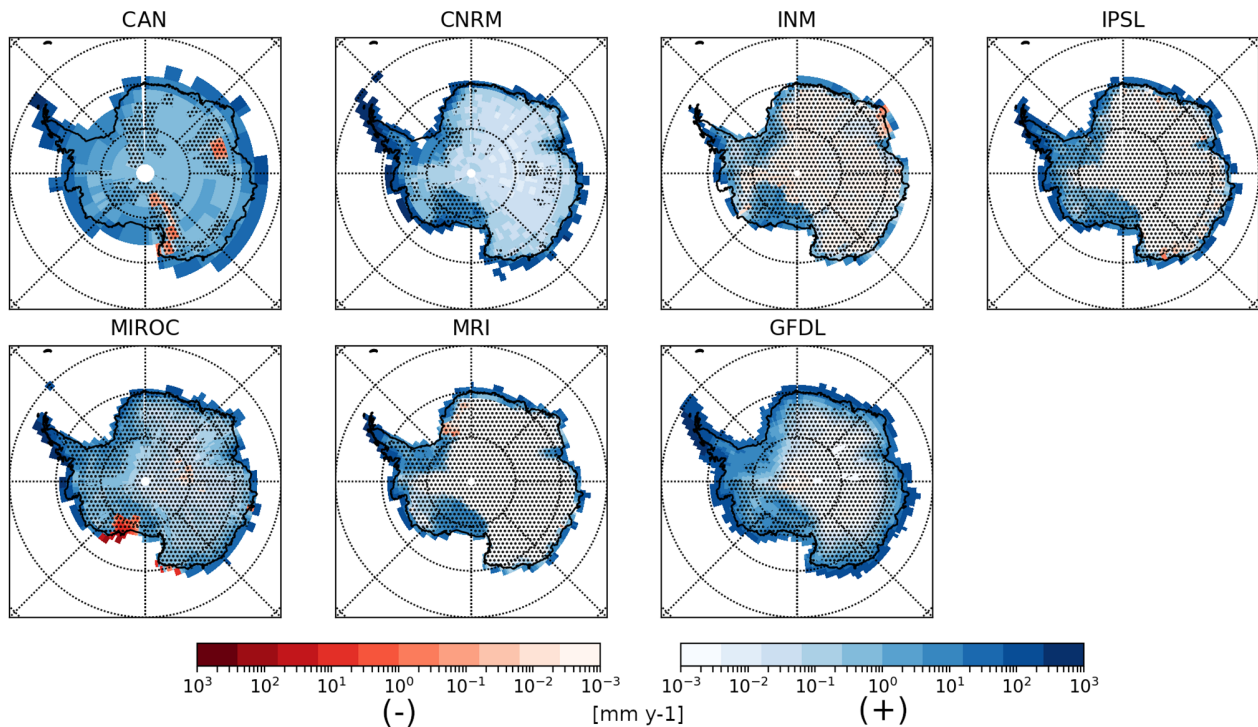 CAN CNRM INM IPSL
MIROC MRI GFDL
10³ 10² 10¹ 10⁰ 10⁻¹ 10⁻² 10⁻³ 10⁻³ 10⁻² 10⁻¹ 10⁰ 10¹ 10² 10³
(-) [mm y-1] (+)